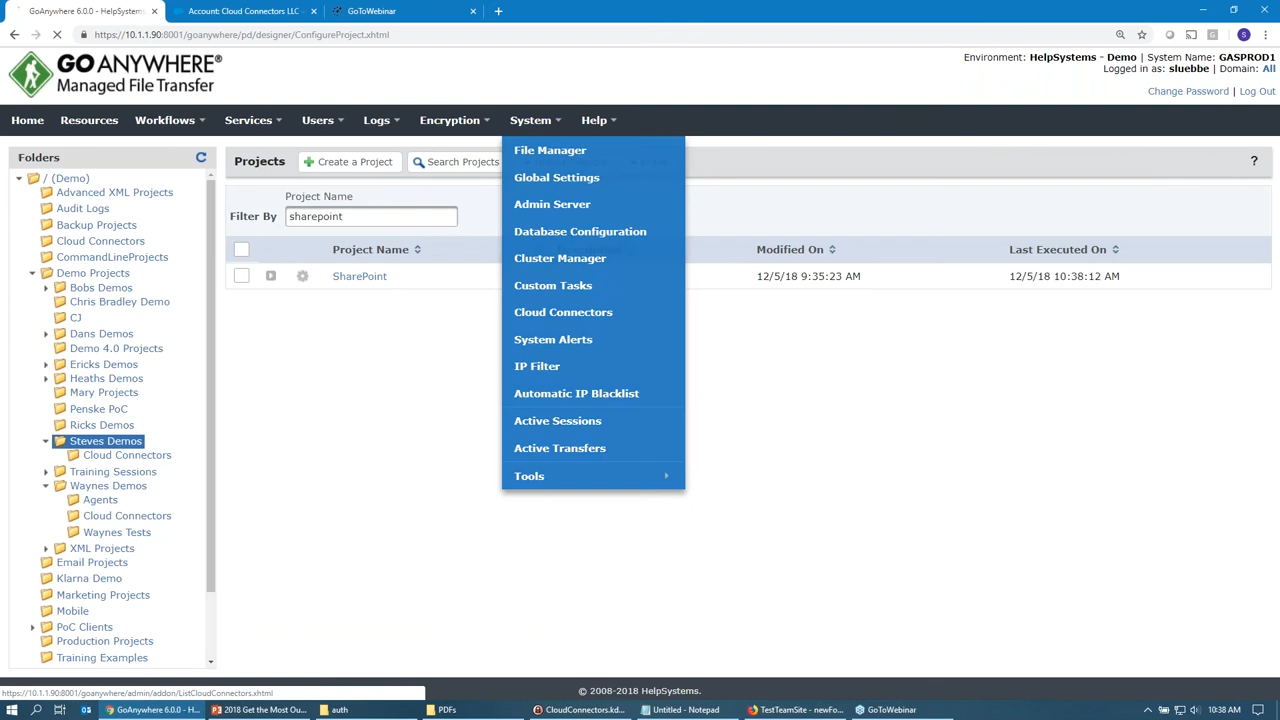 GoAnywhere 6.0.0 - HelpSystems
Account: Cloud Connectors LLC -
GoToWebinar
https://10.1.1.90:8001/goanywhere/pd/designer/ConfigureProject.xhtml
GO ANYWHERE®
Managed File Transfer
Environment: HelpSystems - Demo | System Name: GASPROD1
Logged in as: sluebbe | Domain: All
Change Password | Log Out
Home Resources Workflows Services Users Logs Encryption System Help
Folders
/ (Demo)
Advanced XML Projects
Audit Logs
Backup Projects
Cloud Connectors
CommandLineProjects
Demo Projects
Bobs Demos
Chris Bradley Demo
CJ
Dans Demos
Demo 4.0 Projects
Ericks Demos
Heaths Demos
Mary Projects
Penske PoC
Ricks Demos
Steves Demos
Cloud Connectors
Training Sessions
Waynes Demos
Agents
Cloud Connectors
Waynes Tests
XML Projects
Email Projects
Klarna Demo
Marketing Projects
Mobile
PoC Clients
Production Projects
Training Examples
Projects Create a Project Search Projects ?
Project Name
Filter By sharepoint
Project Name Modified On Last Executed On
SharePoint 12/5/18 9:35:23 AM 12/5/18 10:38:12 AM
File Manager
Global Settings
Admin Server
Database Configuration
Cluster Manager
Custom Tasks
Cloud Connectors
System Alerts
IP Filter
Automatic IP Blacklist
Active Sessions
Active Transfers
Tools
© 2008-2018 HelpSystems.
https://10.1.1.90:8001/goanywhere/admin/addon/ListCloudConnectors.xhtml
GoAnywhere 6.0.0 - H... 2018 Get the Most Ou... auth PDFs CloudConnectors.kd... Untitled - Notepad TestTeamSite - newFo... GoToWebinar 10:38 AM